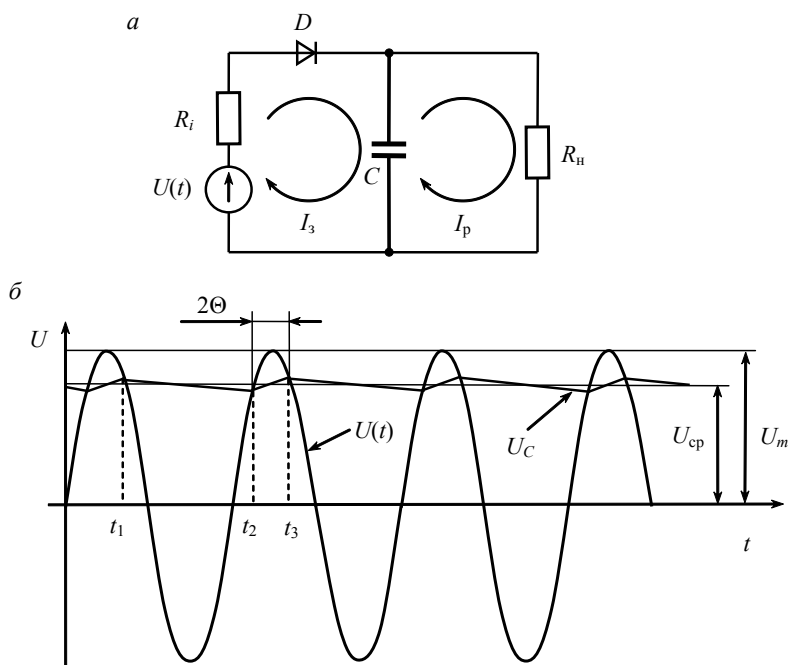 а
D
R_i
U(t)
C
R_н
I_з
I_р
б
2Θ
U
U(t)
U_C
U_ср
U_m
t_1
t_2
t_3
t